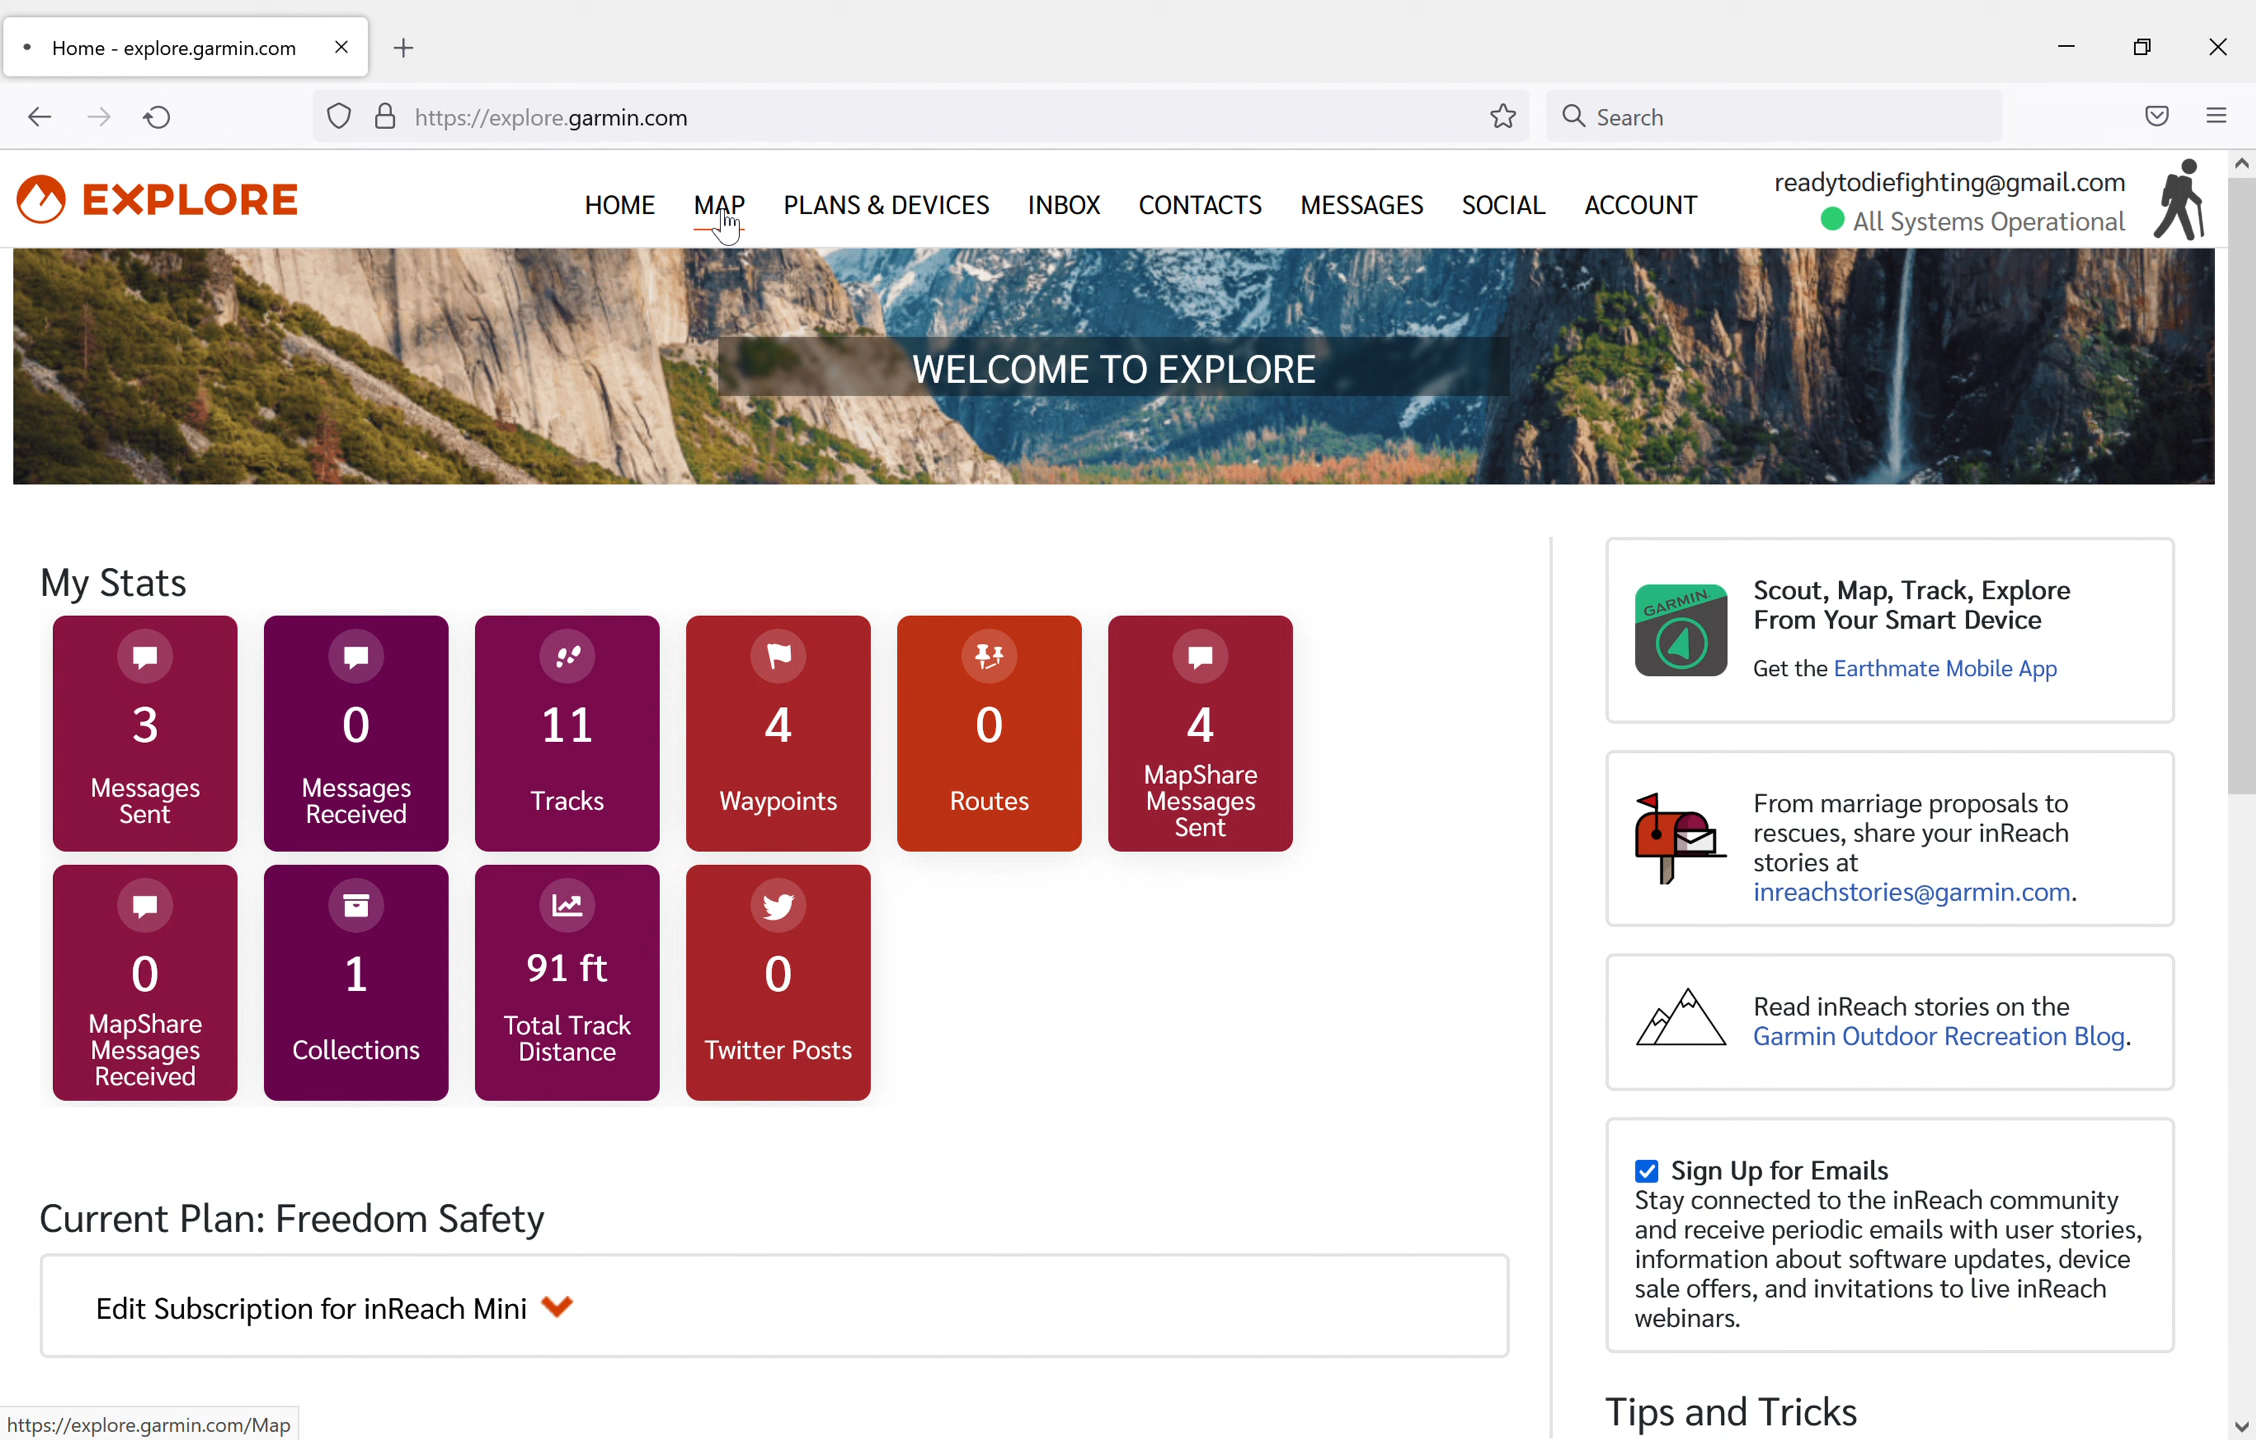 Home - explore.garmin.com
https://explore.garmin.com
Search
EXPLORE
HOME
MAP
PLANS & DEVICES
INBOX
CONTACTS
MESSAGES
SOCIAL
ACCOUNT
readytodiefighting@gmail.com
All Systems Operational
WELCOME TO EXPLORE
My Stats
3
Messages
Sent
0
Messages
Received
11
Tracks
4
Waypoints
0
Routes
4
MapShare
Messages
Sent
0
MapShare
Messages
Received
1
Collections
91 ft
Total Track
Distance
0
Twitter Posts
Current Plan: Freedom Safety
Edit Subscription for inReach Mini
GARMIN
Scout, Map, Track, Explore
From Your Smart Device
Get the Earthmate Mobile App
From marriage proposals to
rescues, share your inReach
stories at
inreachstories@garmin.com.
Read inReach stories on the
Garmin Outdoor Recreation Blog.
Sign Up for Emails
Stay connected to the inReach community
and receive periodic emails with user stories,
information about software updates, device
sale offers, and invitations to live inReach
webinars.
Tips and Tricks
https://explore.garmin.com/Map